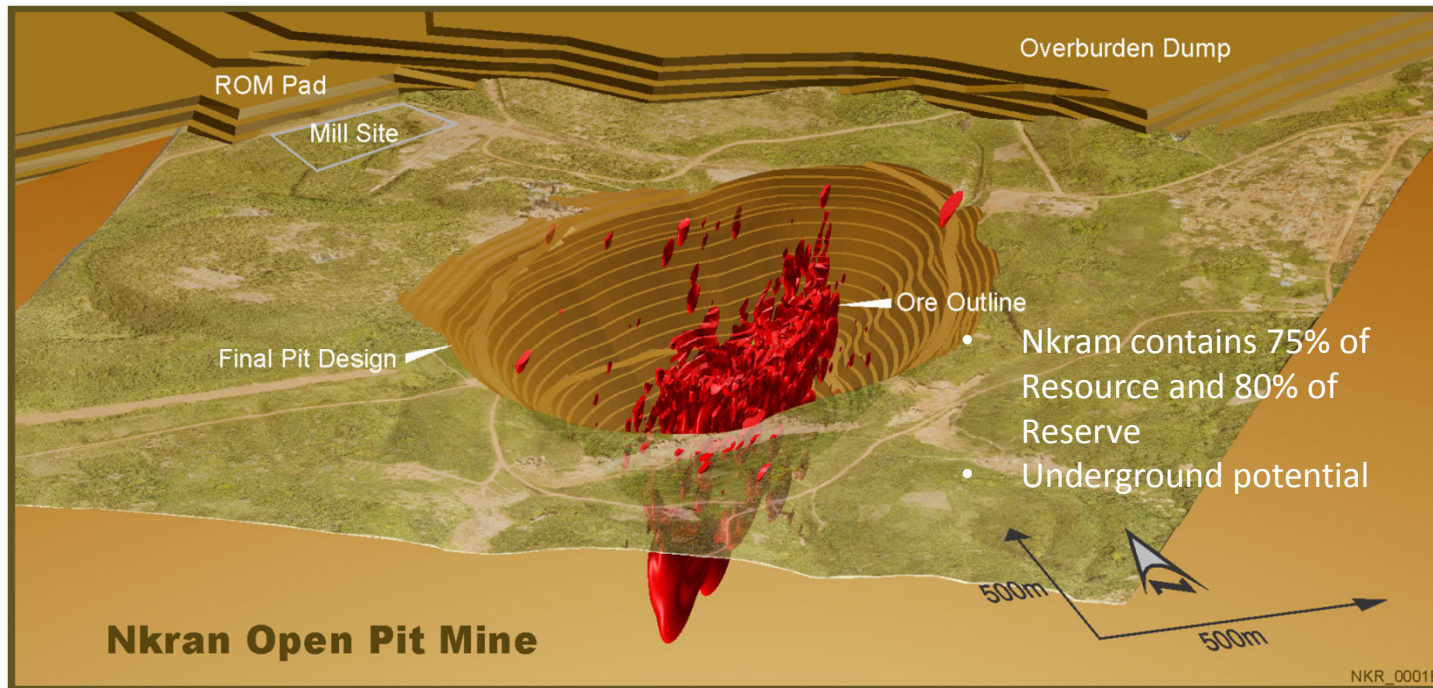 Overburden Dump
ROM Pad
Mill Site
Ore Outline
Final Pit Design
• Nkram contains 75% of
Resource and 80% of
Reserve
• Underground potential
N
500m
500m
Nkran Open Pit Mine